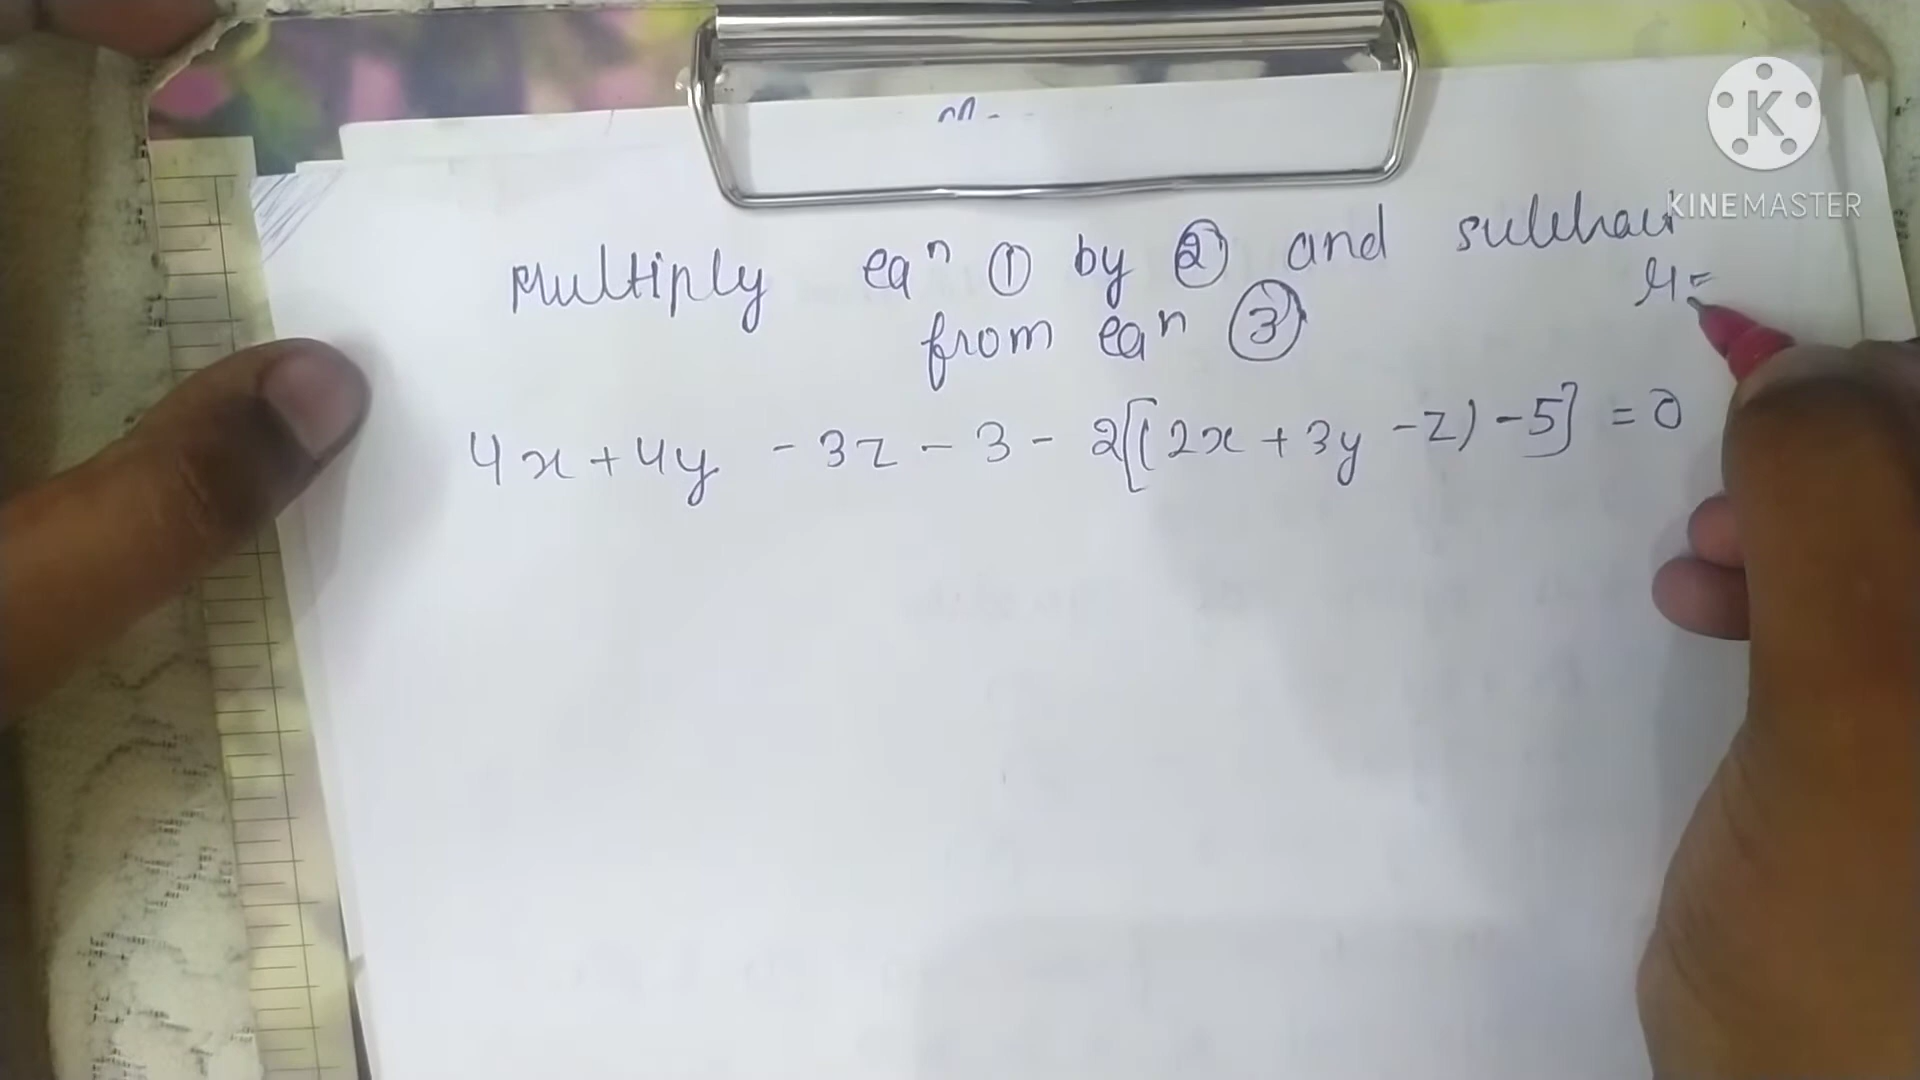 K
KINEMASTER
Multiply eqn ① by ② and
from eqn ③
4x + 4y - 3z - 3 - 2[(2x + 3y - z) - 5] = 0